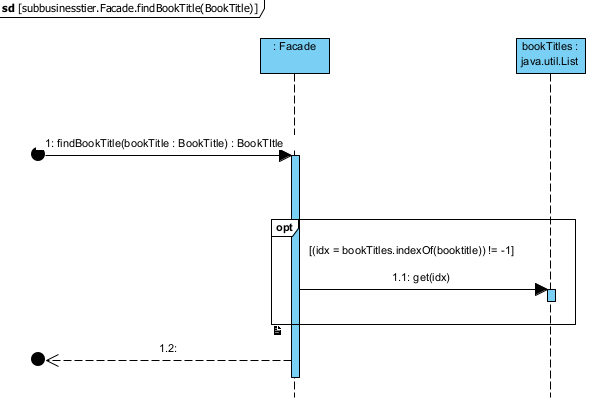 sd [subbusinesstier.Facade.findBookTitle(BookTitle)]
: Facade
bookTitles :
java.util.List
1: findBookTitle(bookTitle : BookTitle) : BookTItle
opt
[(idx = bookTitles.indexOf(booktitle)) != -1]
1.1: get(idx)
1.2: